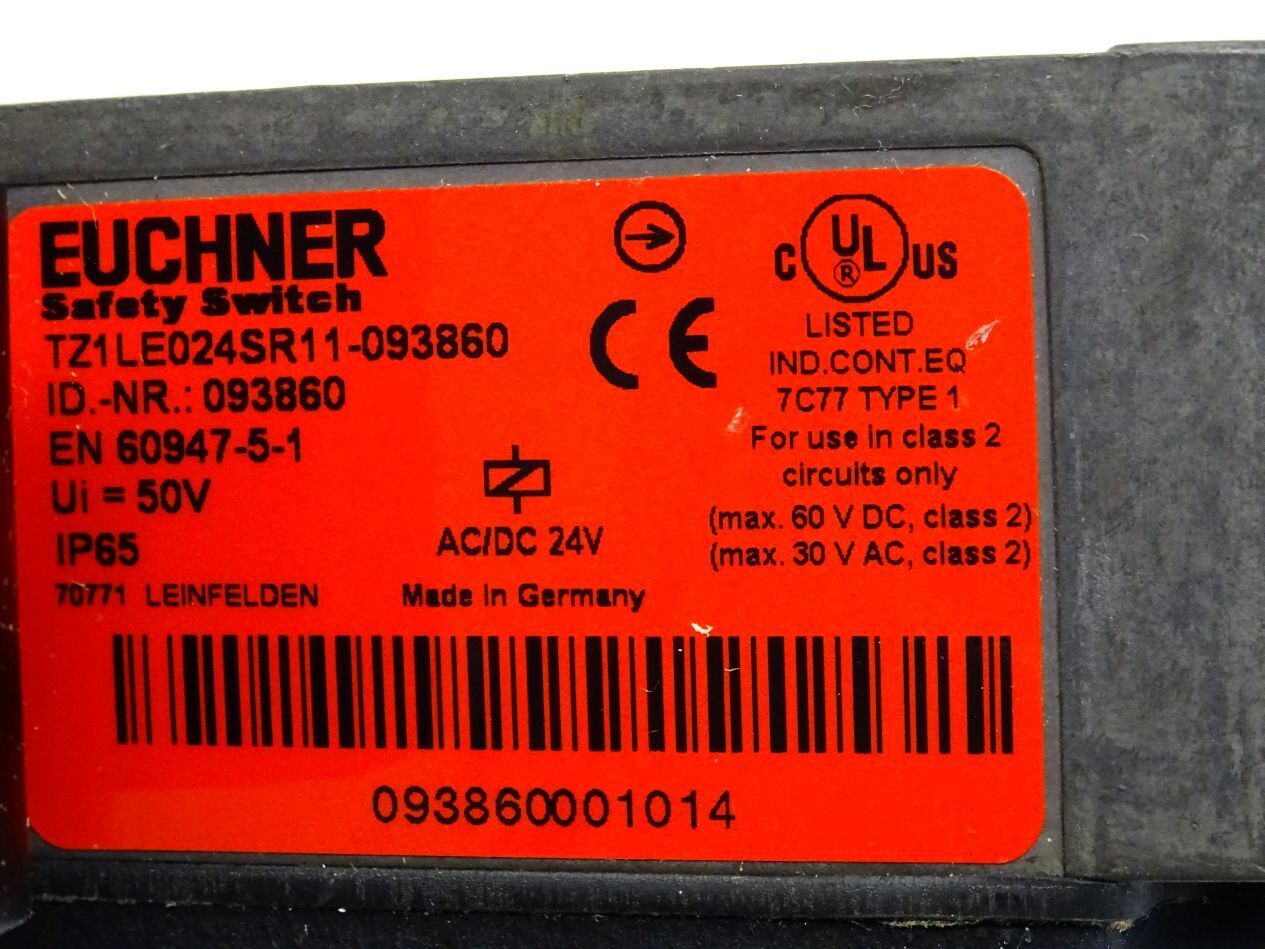 EUCHNER
Safety Switch
TZ1LE024SR11-093860
ID.-NR.: 093860
EN 60947-5-1
Ui = 50V
IP65
70771 LEINFELDEN
AC/DC 24V
Made in Germany
CE
C UL ® US
LISTED
IND.CONT.EQ
7C77 TYPE 1
For use in class 2
circuits only
(max. 60 V DC, class 2)
(max. 30 V AC, class 2)
093860001014